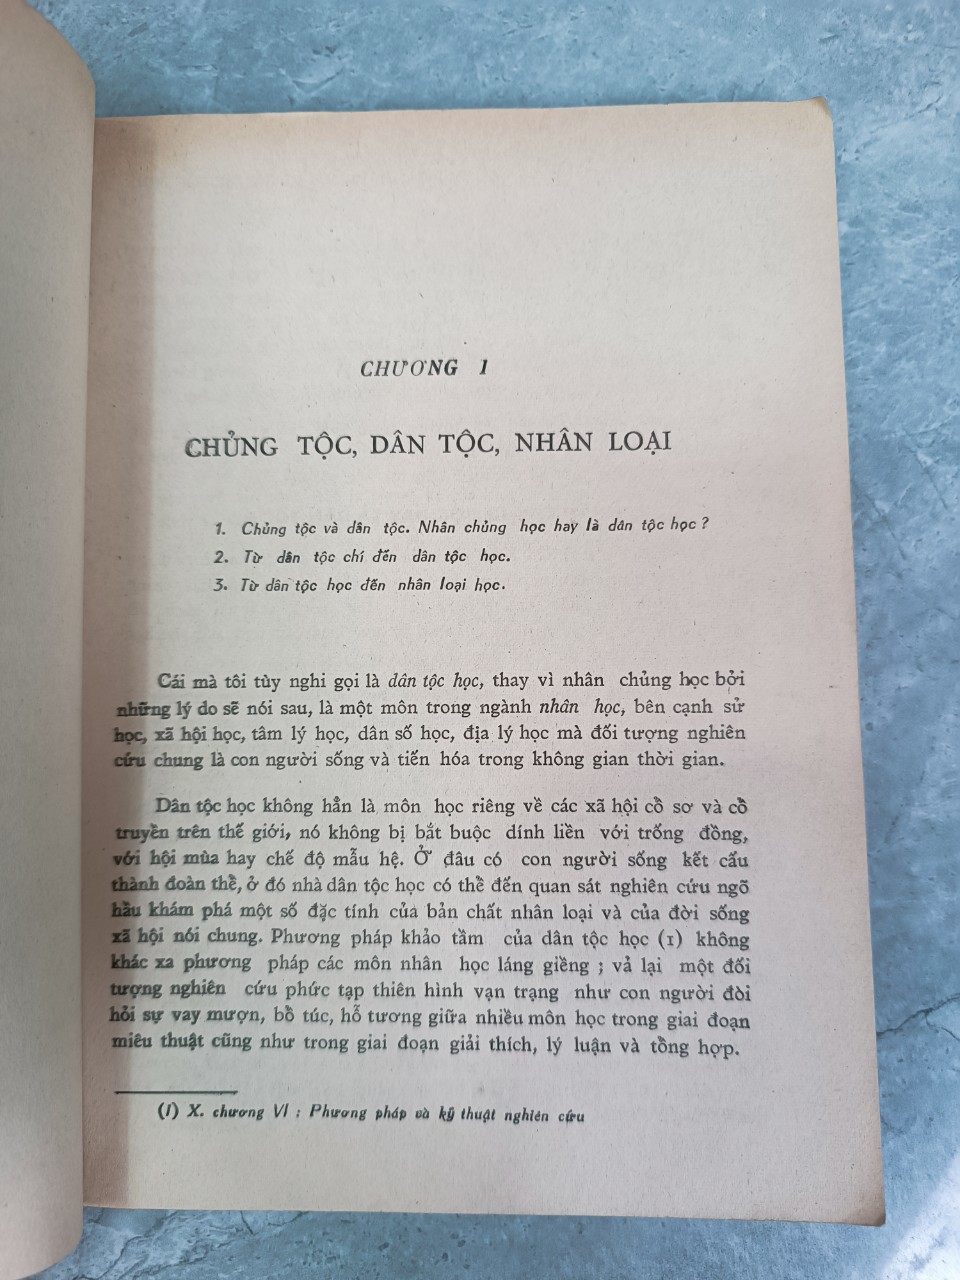 CHƯƠNG I
CHỦNG TỘC, DÂN TỘC, NHÂN LOẠI
1. Chủng tộc và dân tộc. Nhân chủng học hay là dân tộc học ?
2. Từ dân tộc chí đến dân tộc học.
3. Từ dân tộc học đến nhân loại học.
Cái mà tôi tùy nghi gọi là dân tộc học, thay vì nhân chủng học bởi
những lý do sẽ nói sau, là một môn trong ngành nhân học, bên cạnh sử
học, xã hội học, tâm lý học, dân số học, địa lý học mà đối tượng nghiên
cứu chung là con người sống và tiến hóa trong không gian thời gian.
Dân tộc học không hẳn là môn học riêng về các xã hội cổ sơ và cổ
truyền trên thế giới, nó không bị bắt buộc dính liền với trống đồng,
với hội mùa hay chế độ mẫu hệ. Ở đâu có con người sống kết cấu
thành đoàn thể, ở đó nhà dân tộc học có thể đến quan sát nghiên cứu ngõ
hầu khám phá một số đặc tính của bản chất nhân loại và của đời sống
xã hội nói chung. Phương pháp khảo tầm của dân tộc học (1) không
khác xa phương pháp các môn nhân học láng giềng ; vả lại một đối
tượng nghiên cứu phức tạp thiên hình vạn trạng như con người đòi
hỏi sự vay mượn, bổ túc, hỗ tương giữa nhiều môn học trong giai đoạn
miêu thuật cũng như trong giai đoạn giải thích, lý luận và tổng hợp.
(1) X. chương VI : Phương pháp và kỹ thuật nghiên cứu